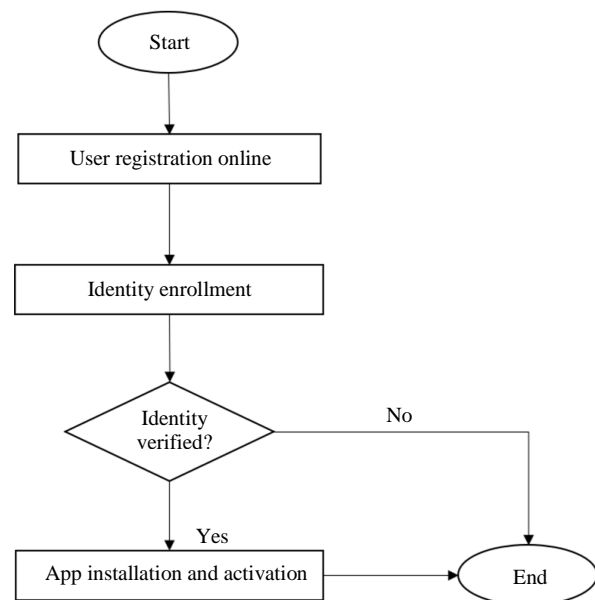 Start
User registration online
Identity enrollment
Identity
verified?
No
Yes
App installation and activation
End